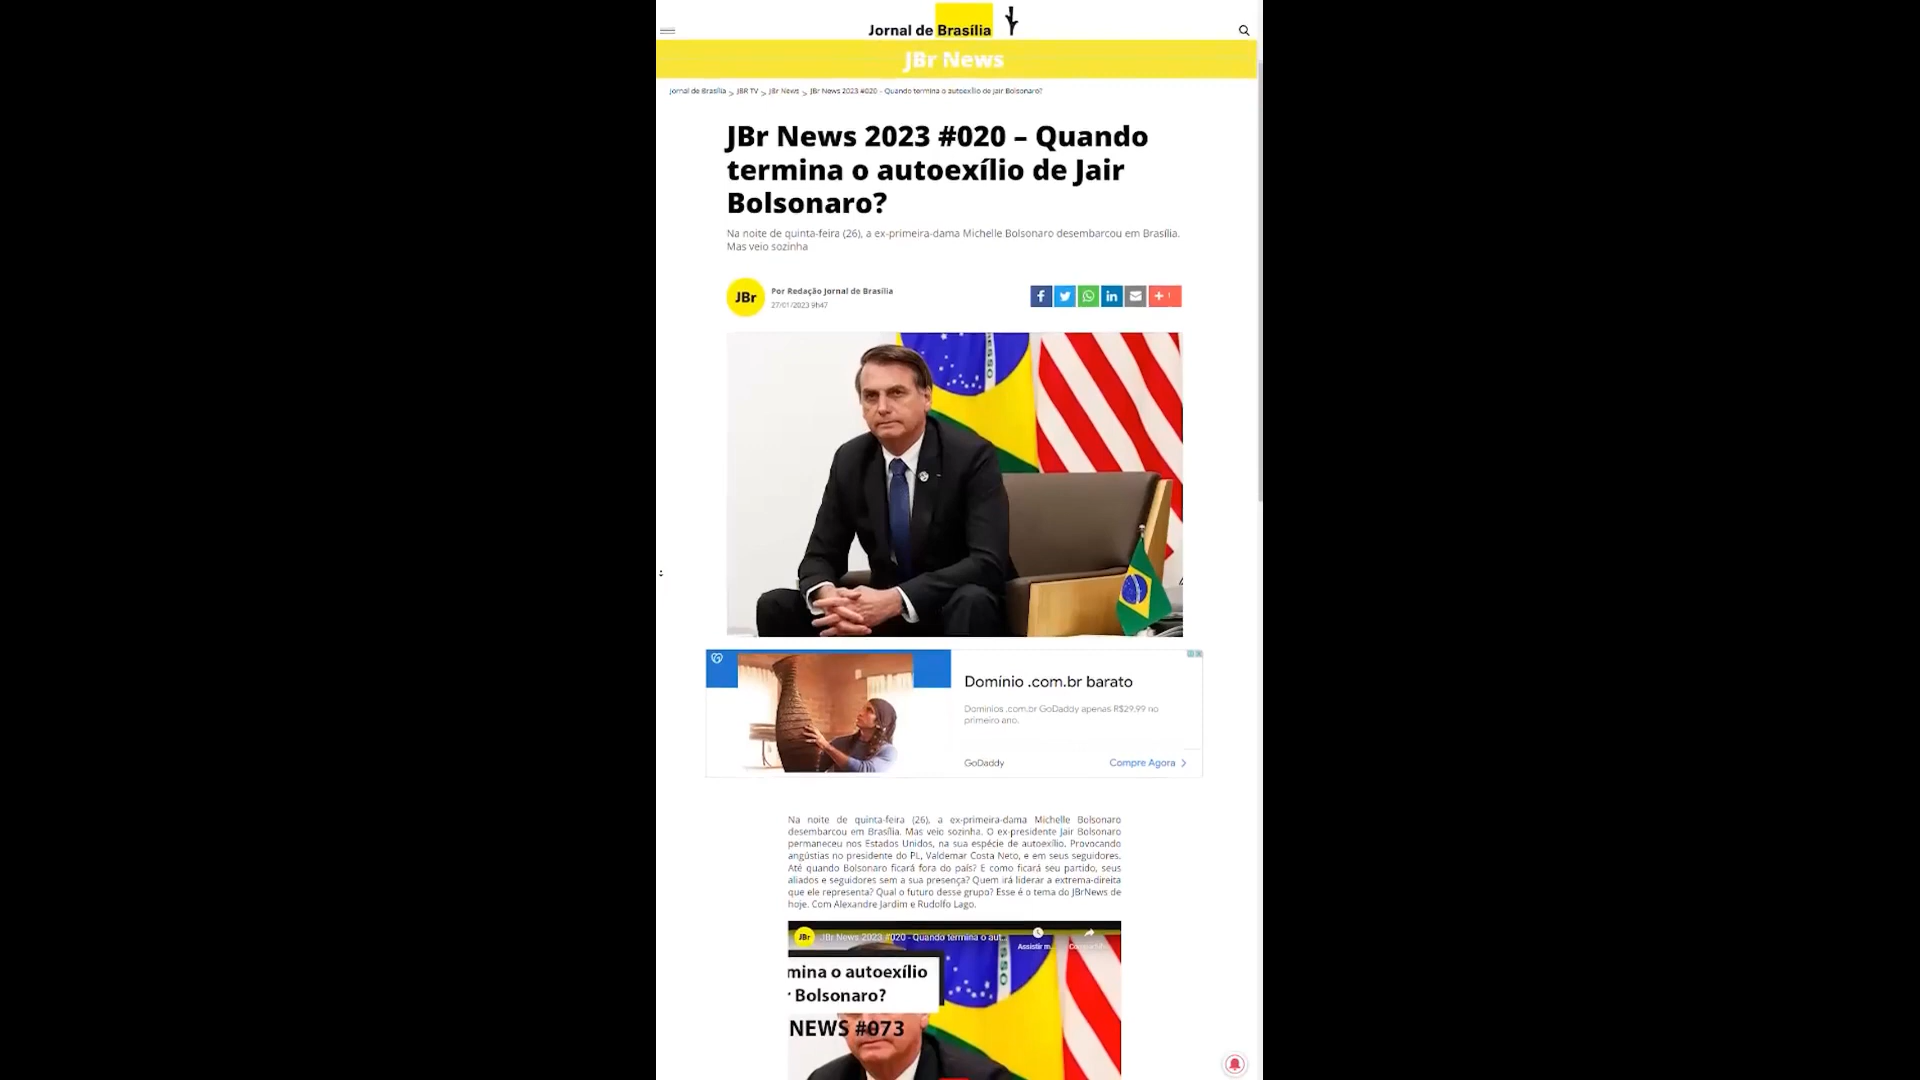 Jornal de Brasília
JBr News
Jornal de Brasília > JBR TV > JBr News > JBr News 2023 #020 – Quando termina o autoexílio de Jair Bolsonaro?
JBr News 2023 #020 – Quando
termina o autoexílio de Jair
Bolsonaro?
Na noite de quinta-feira (26), a ex-primeira-dama Michelle Bolsonaro desembarcou em Brasília.
Mas veio sozinha
JBr
Por Redação Jornal de Brasília
27/01/2023 9h47
Domínio .com.br barato
Domínios .com.br GoDaddy apenas R$29,99 no
primeiro ano.
GoDaddy
Compre Agora
Na noite de quinta-feira (26), a ex-primeira-dama Michelle Bolsonaro
desembarcou em Brasília. Mas veio sozinha. O ex-presidente Jair Bolsonaro
permaneceu nos Estados Unidos, na sua espécie de autoexílio. Provocando
angústias no presidente do PL, Valdemar Costa Neto, e em seus seguidores.
Até quando Bolsonaro ficará fora do país? E como ficará seu partido, seus
aliados e seguidores sem a sua presença? Quem irá liderar a extrema-direita
que ele representa? Qual o futuro desse grupo? Esse é o tema do JBrNews de
hoje. Com Alexandre Jardim e Rudolfo Lago.
JBr
JBr News 2023 #020 - Quando termina o aut...
Assistir m...
mina o autoexílio
r Bolsonaro?
NEWS #073